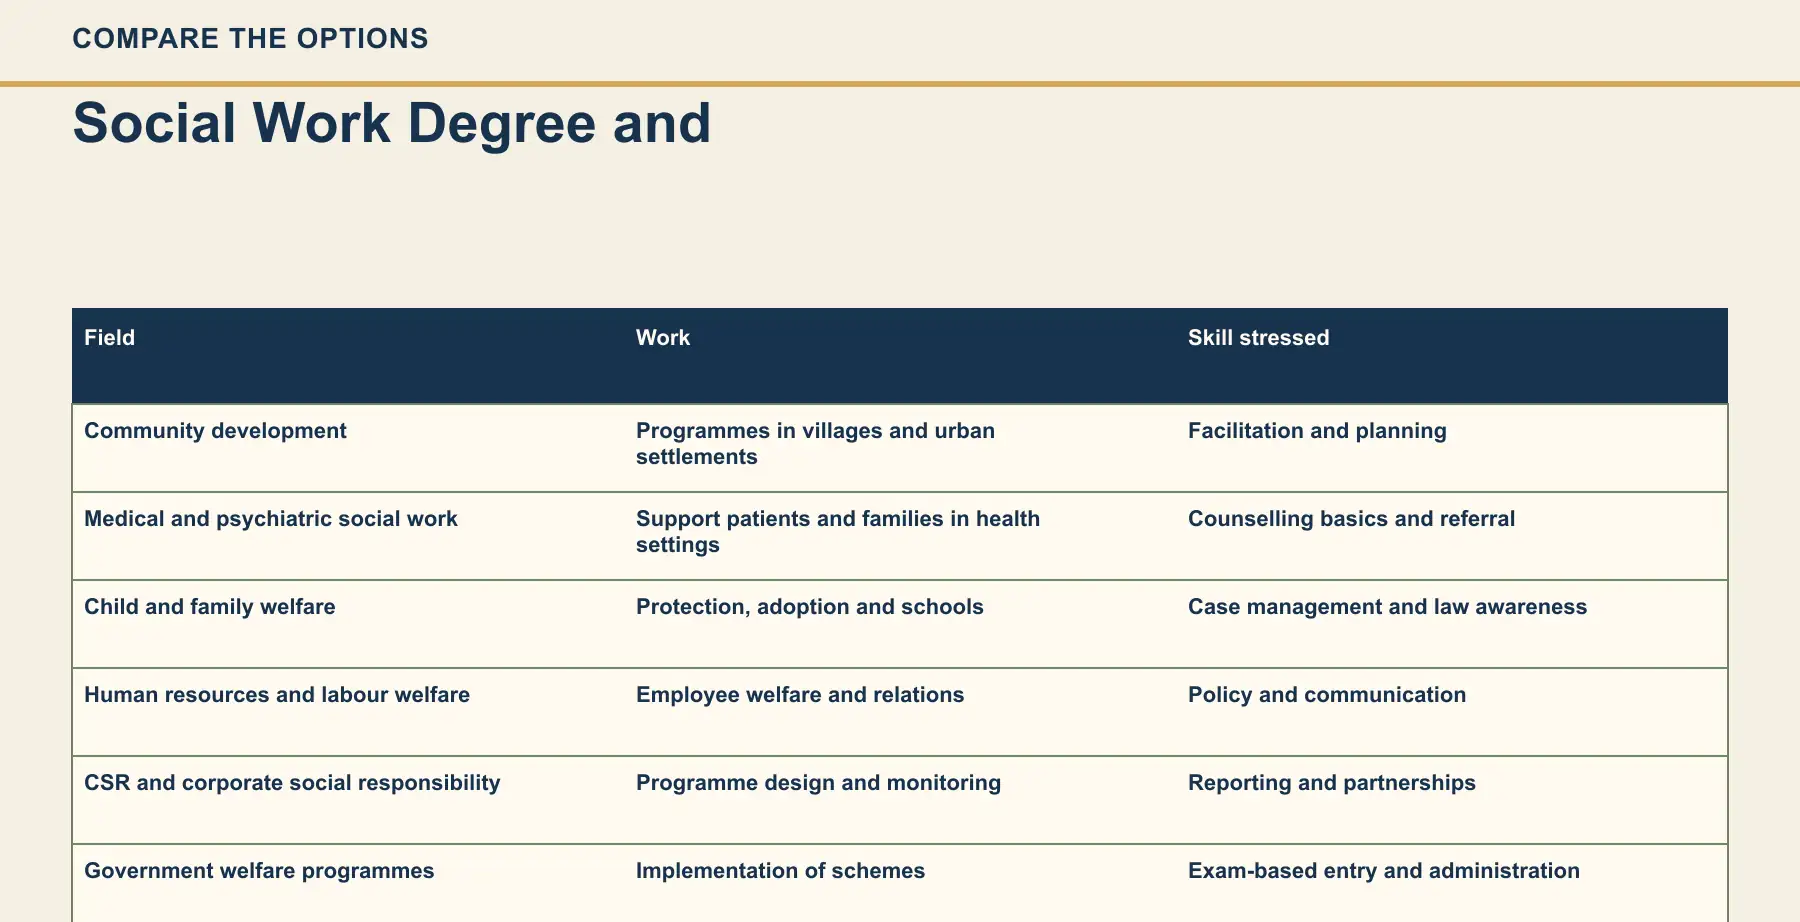 COMPARE THE OPTIONS
Social Work Degree and
Field Work Skill stressed
Community development Programmes in villages and urban Facilitation and planning
settlements
Medical and psychiatric social work Support patients and families in health Counselling basics and referral
settings
Child and family welfare Protection, adoption and schools Case management and law awareness
Human resources and labour welfare Employee welfare and relations Policy and communication
CSR and corporate social responsibility Programme design and monitoring Reporting and partnerships
Government welfare programmes Implementation of schemes Exam-based entry and administration